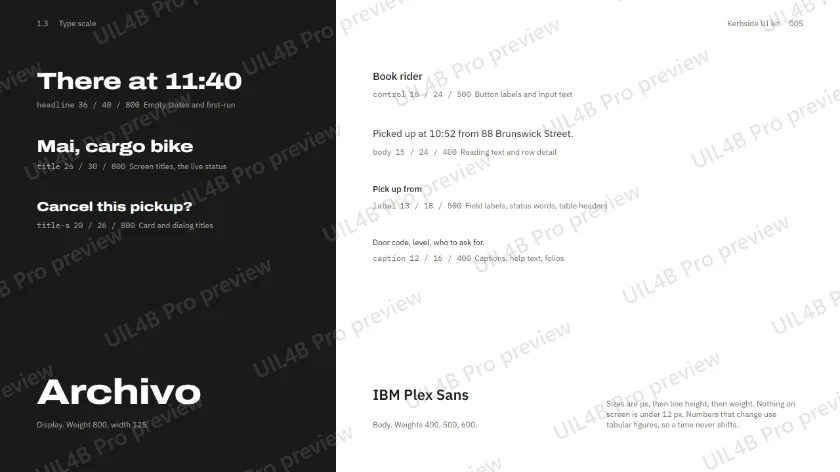 1.3 Type scale
Kerbside UI kit 005
There at 11:40
headline 36 / 40 / 800 Empty states and first-run
Mai, cargo bike
title 26 / 30 / 800 Screen titles, the live status
Cancel this pickup?
title-s 20 / 26 / 800 Card and dialog titles
Archivo
Display. Weight 800, width 125.
Book rider
control 16 / 24 / 500 Button labels and input text
Picked up at 10:52 from 88 Brunswick Street.
body 15 / 24 / 400 Reading text and row detail
Pick up from
label 13 / 18 / 500 Field labels, status words, table headers
Door code, level, who to ask for.
caption 12 / 16 / 400 Captions, help text, folios
IBM Plex Sans
Body. Weights 400, 500, 600.
Sizes are px, then line height, then weight. Nothing on
screen is under 12 px. Numbers that change use
tabular figures, so a time never shifts.
UIL4B Pro preview